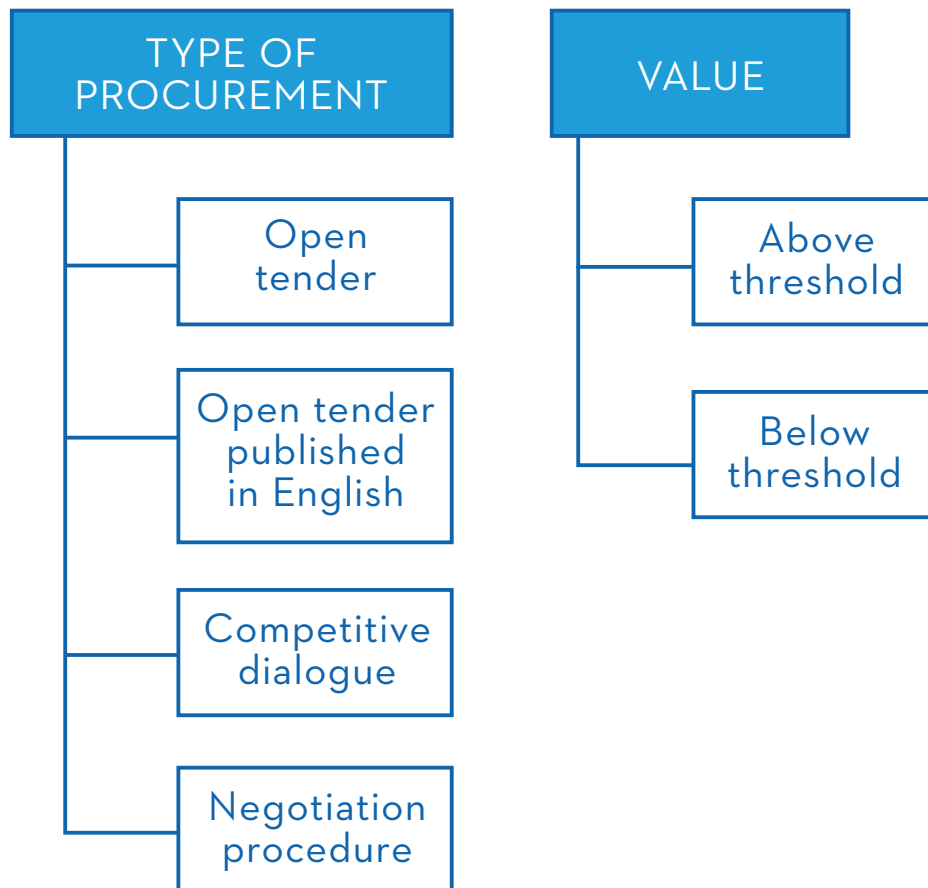 TYPE OF
PROCUREMENT
Open
tender
Open tender
published
in English
Competitive
dialogue
Negotiation
procedure
VALUE
Above
threshold
Below
threshold